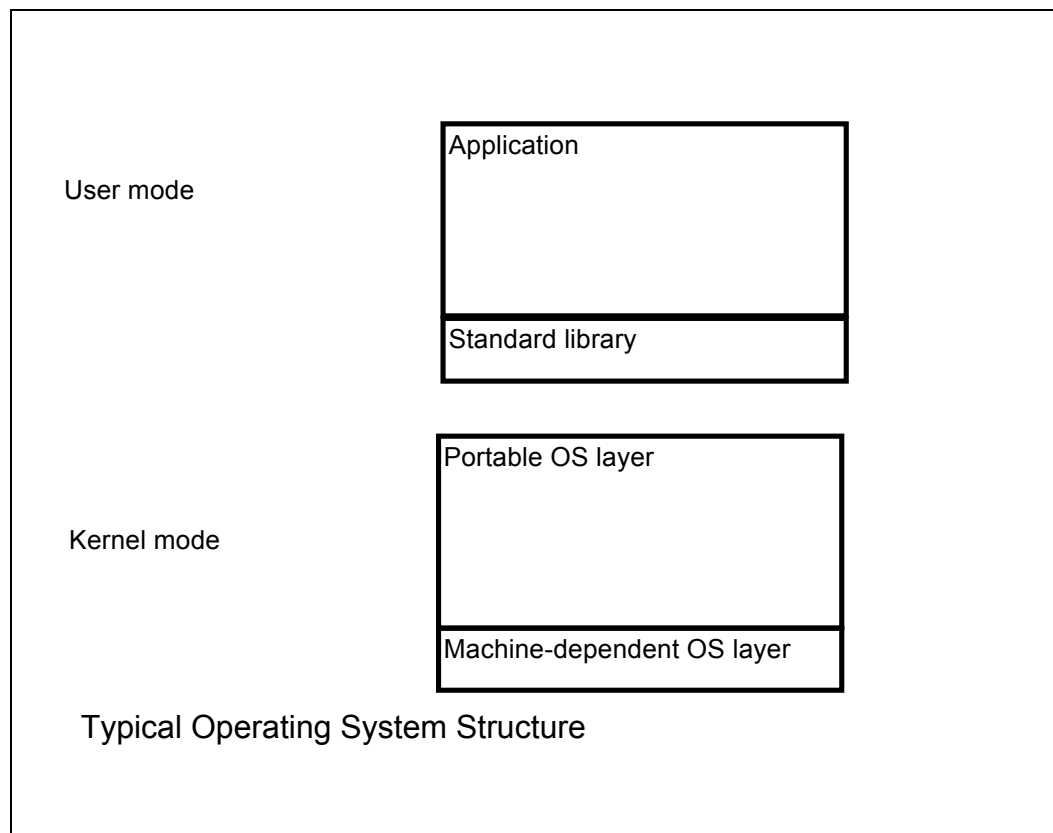 Application
User mode
Standard library
Portable OS layer
Kernel mode
Machine-dependent OS layer
Typical Operating System Structure